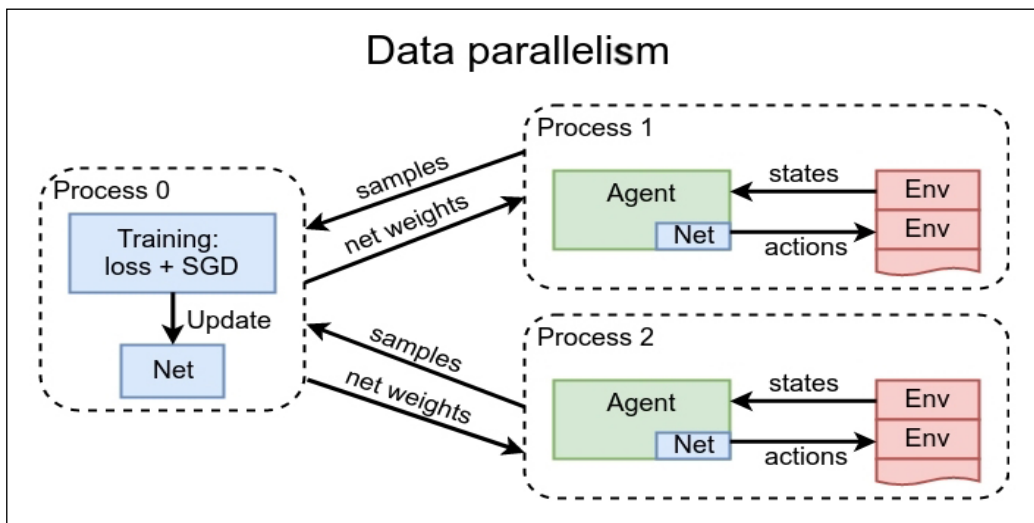 Data parallelism
Process 0
Training:
loss + SGD
Update
Net
samples
net weights
samples
net weights
Process 1
Agent
Net
states
actions
Env
Env
Process 2
Agent
Net
states
actions
Env
Env